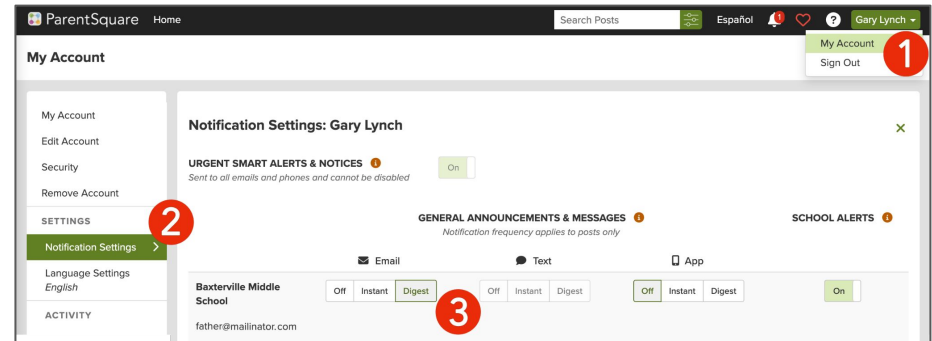 ParentSquare Home Search Posts Español 1 ? Gary Lynch
My Account
Sign Out
1
My Account
My Account
Edit Account
Security
Remove Account
SETTINGS
2
Notification Settings
Language Settings
English
ACTIVITY
Notification Settings: Gary Lynch
URGENT SMART ALERTS & NOTICES On
Sent to all emails and phones and cannot be disabled
GENERAL ANNOUNCEMENTS & MESSAGES SCHOOL ALERTS
Notification frequency applies to posts only
Email Text App
Baxterville Middle School Off Instant Digest Off Instant Digest Off Instant Digest On
3
father@mailinator.com